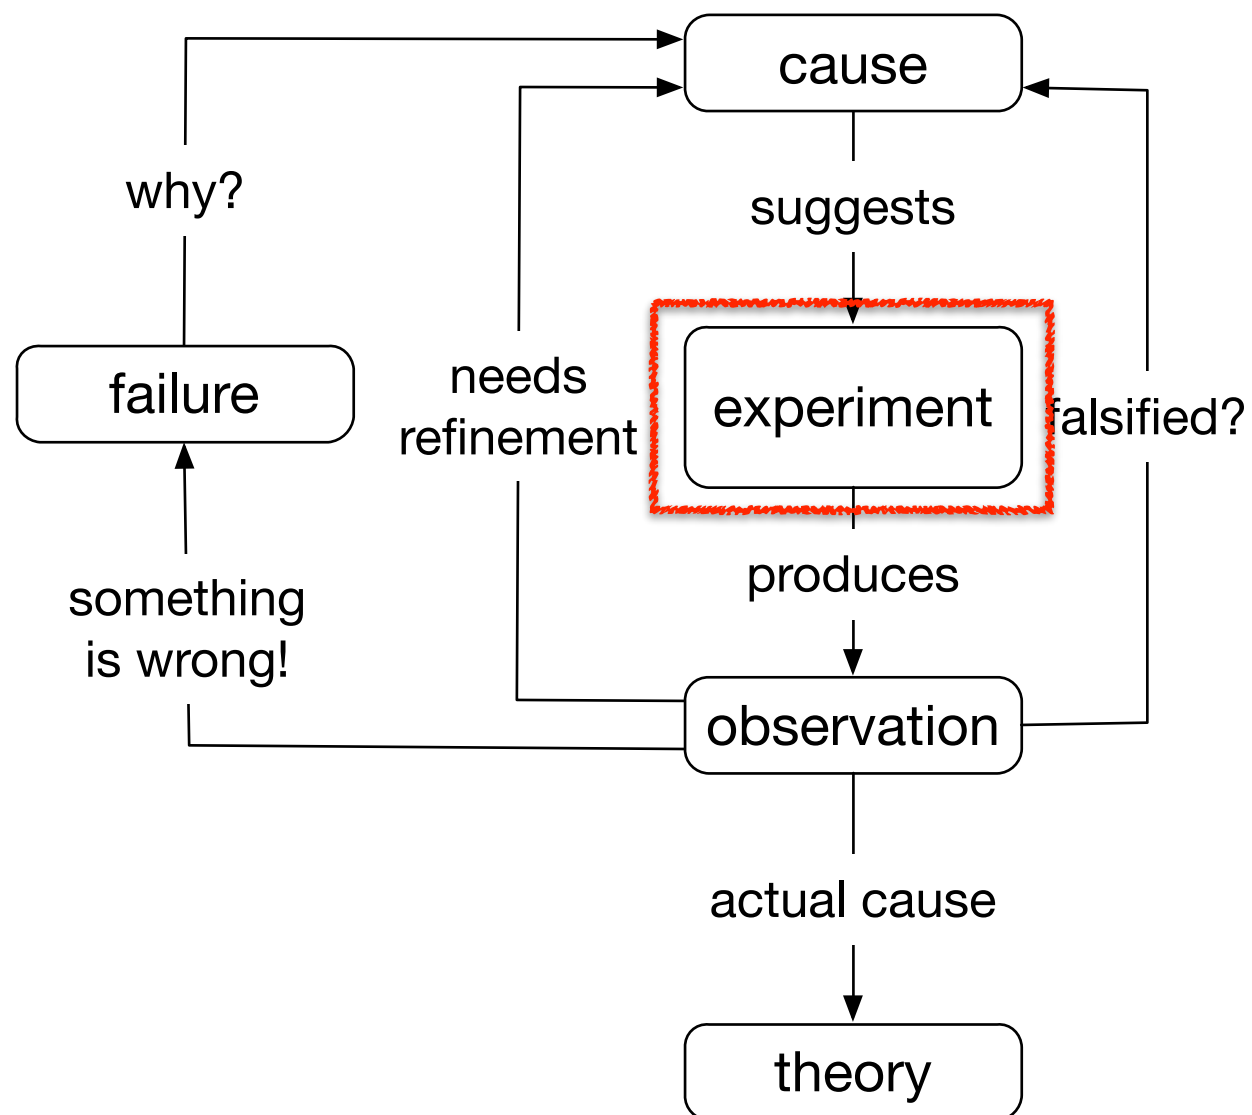 cause
why?
suggests
needs
refinement
failure
experiment
falsified?
produces
something
is wrong!
observation
actual cause
theory